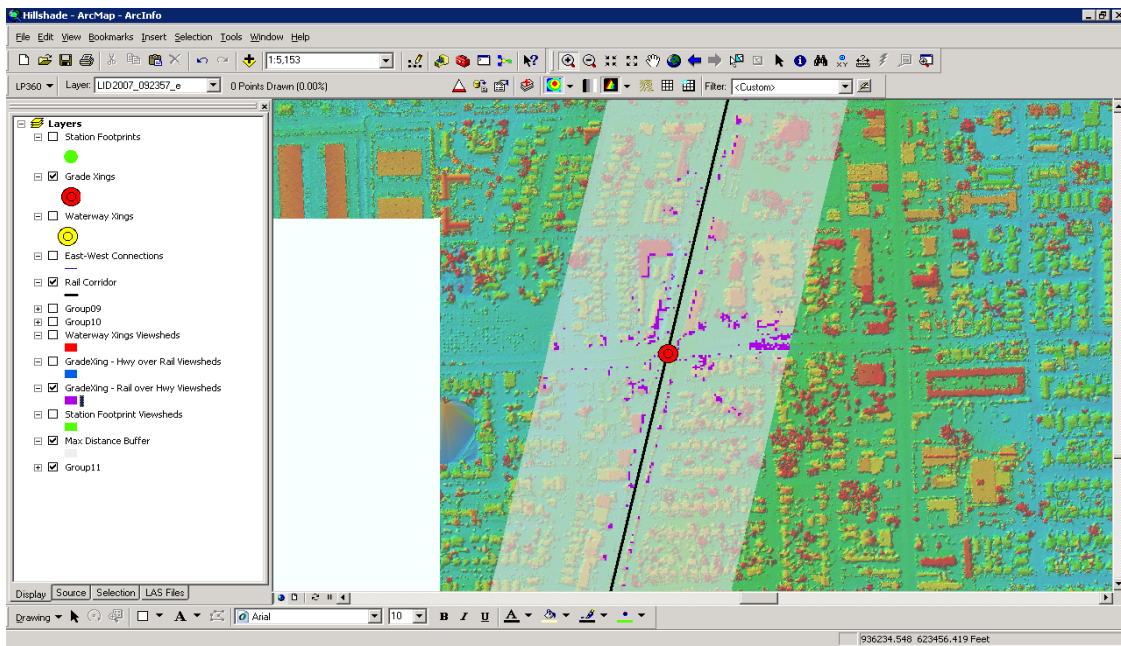 Hillshade - ArcMap - ArcInfo
File Edit View Bookmarks Insert Selection Tools Window Help
1:5,153
LP360 Layer: LID2007_092357_e 0 Points Drawn (0.00%) Filter: <Custom>
Layers
Station Footprints
Grade Xings
Waterway Xings
East-West Connections
Rail Corridor
Group09
Group10
Waterway Xings Viewsheds
GradeXing - Hwy over Rail Viewsheds
GradeXing - Rail over Hwy Viewsheds
Station Footprint Viewsheds
Max Distance Buffer
Group11
Display Source Selection LAS Files
Drawing A Arial 10 B I U A
936234.548 623456.419 Feet